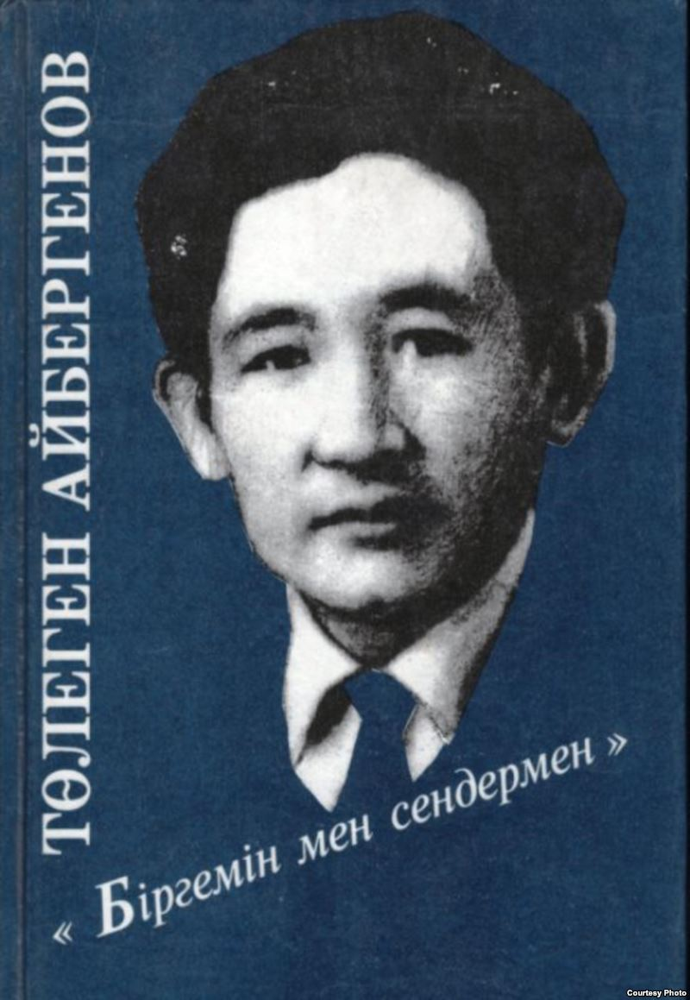 ТӨЛЕГЕН АЙБЕРГЕНОВ
« Біргемін мен сендермен »
Courtesy Photo